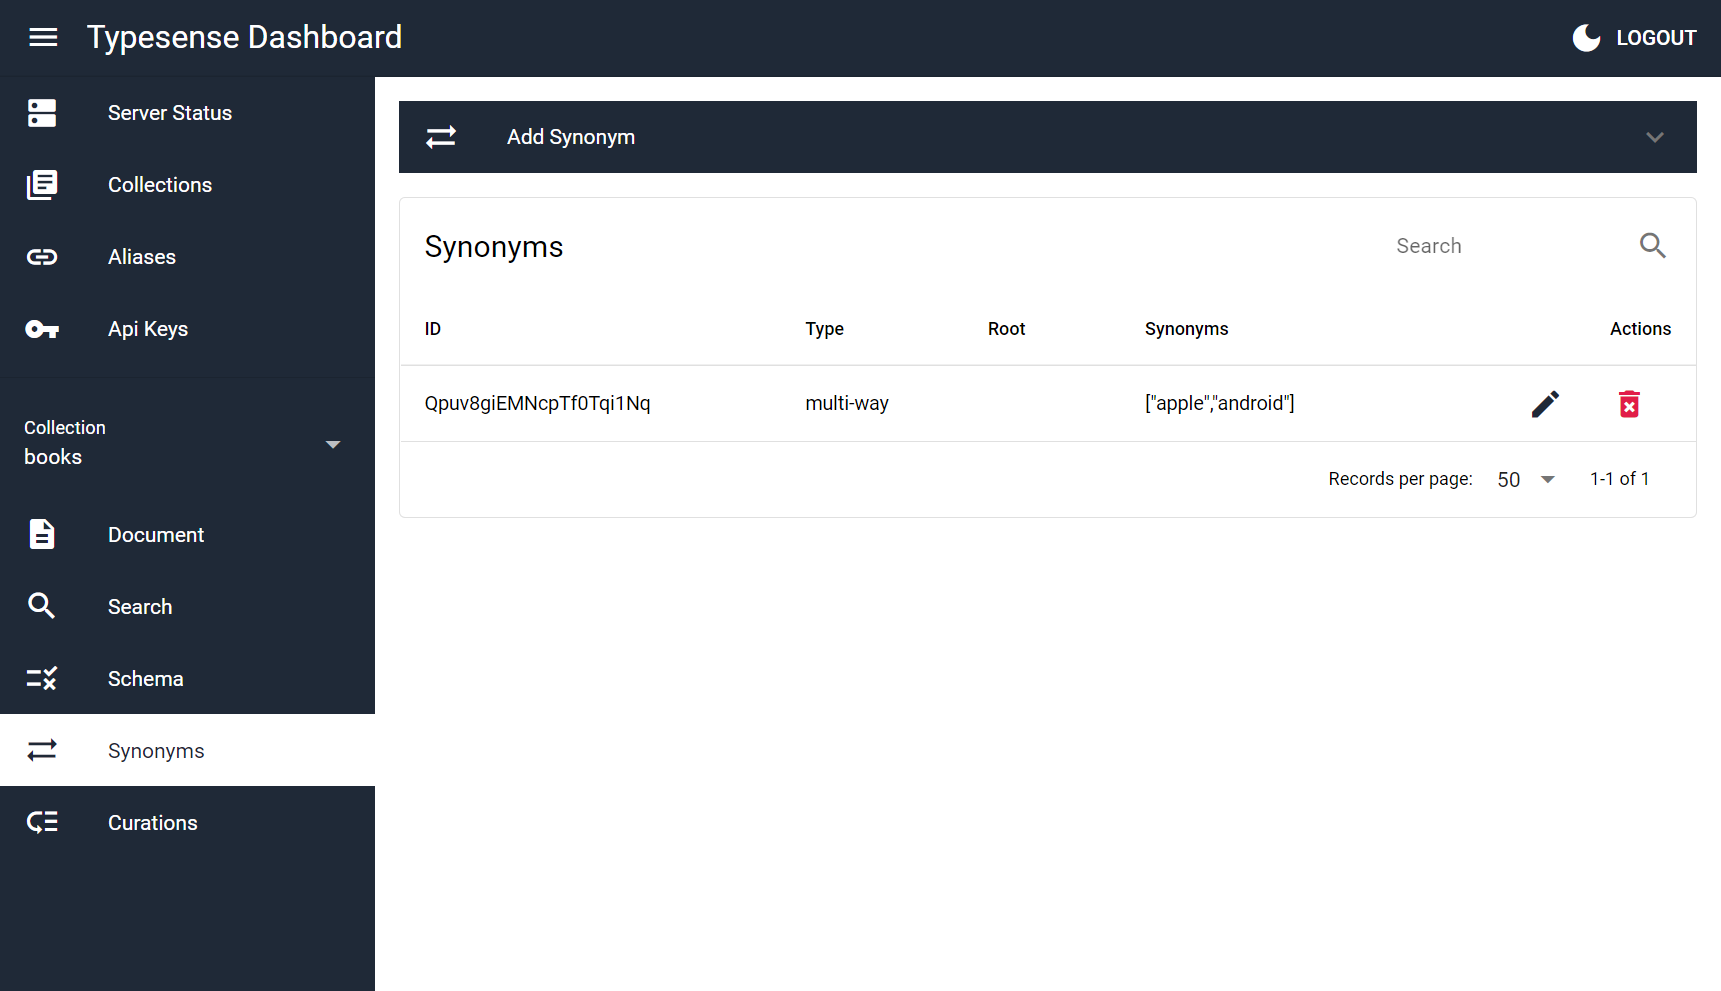 Typesense Dashboard
LOGOUT
Server Status
Collections
Aliases
Api Keys
Collection
books
Document
Search
Schema
Synonyms
Curations
Add Synonym
Synonyms
Search
ID Type Root Synonyms Actions
Qpuv8giEMNcpTf0Tqi1Nq multi-way ["apple","android"]
Records per page: 50 1-1 of 1